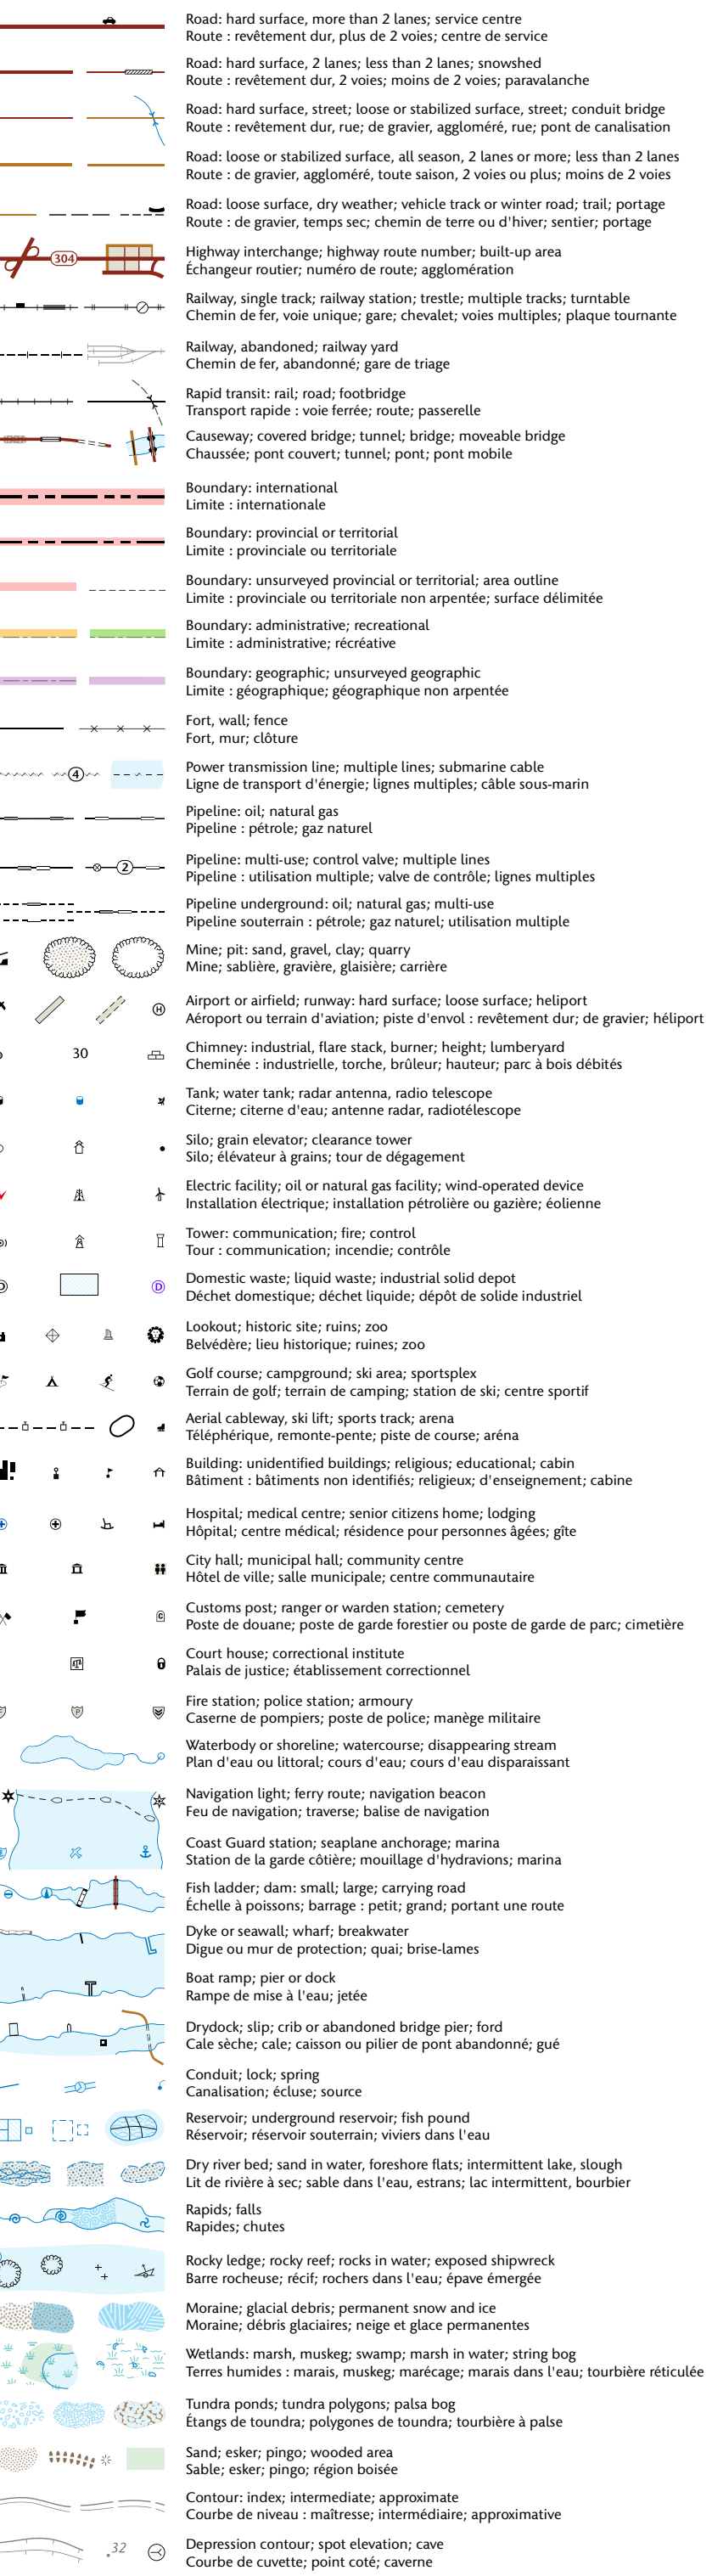 Road: hard surface, more than 2 lanes; service centre
Route : revêtement dur, plus de 2 voies; centre de service
Road: hard surface, 2 lanes; less than 2 lanes; snowshed
Route : revêtement dur, 2 voies; moins de 2 voies; paravalanche
Road: hard surface, street; loose or stabilized surface, street; conduit bridge
Route : revêtement dur, rue; de gravier, aggloméré, rue; pont de canalisation
Road: loose or stabilized surface, all season, 2 lanes or more; less than 2 lanes
Route : de gravier, aggloméré, toute saison, 2 voies ou plus; moins de 2 voies
Road: loose surface, dry weather; vehicle track or winter road; trail; portage
Route : de gravier, temps sec; chemin de terre ou d'hiver; sentier; portage
304
Highway interchange; highway route number; built-up area
Échangeur routier; numéro de route; agglomération
Railway, single track; railway station; trestle; multiple tracks; turntable
Chemin de fer, voie unique; gare; chevalet; voies multiples; plaque tournante
Railway, abandoned; railway yard
Chemin de fer, abandonné; gare de triage
Rapid transit: rail; road; footbridge
Transport rapide : voie ferrée; route; passerelle
Causeway; covered bridge; tunnel; bridge; moveable bridge
Chaussée; pont couvert; tunnel; pont; pont mobile
Boundary: international
Limite : internationale
Boundary: provincial or territorial
Limite : provinciale ou territoriale
Boundary: unsurveyed provincial or territorial; area outline
Limite : provinciale ou territoriale non arpentée; surface délimitée
Boundary: administrative; recreational
Limite : administrative; récréative
Boundary: geographic; unsurveyed geographic
Limite : géographique; géographique non arpentée
Fort, wall; fence
Fort, mur; clôture
4
Power transmission line; multiple lines; submarine cable
Ligne de transport d'énergie; lignes multiples; câble sous-marin
Pipeline: oil; natural gas
Pipeline : pétrole; gaz naturel
2
Pipeline: multi-use; control valve; multiple lines
Pipeline : utilisation multiple; valve de contrôle; lignes multiples
Pipeline underground: oil; natural gas; multi-use
Pipeline souterrain : pétrole; gaz naturel; utilisation multiple
Mine; pit: sand, gravel, clay; quarry
Mine; sablière, gravière, glaisière; carrière
H
Airport or airfield; runway: hard surface; loose surface; heliport
Aéroport ou terrain d'aviation; piste d'envol : revêtement dur; de gravier; héliport
30
Chimney: industrial, flare stack, burner; height; lumberyard
Cheminée : industrielle, torche, brûleur; hauteur; parc à bois débités
Tank; water tank; radar antenna, radio telescope
Citerne; citerne d'eau; antenne radar, radiotélescope
Silo; grain elevator; clearance tower
Silo; élévateur à grains; tour de dégagement
Electric facility; oil or natural gas facility; wind-operated device
Installation électrique; installation pétrolière ou gazière; éolienne
Tower: communication; fire; control
Tour : communication; incendie; contrôle
D D
Domestic waste; liquid waste; industrial solid depot
Déchet domestique; déchet liquide; dépôt de solide industriel
Lookout; historic site; ruins; zoo
Belvédère; lieu historique; ruines; zoo
Golf course; campground; ski area; sportsplex
Terrain de golf; terrain de camping; station de ski; centre sportif
Aerial cableway, ski lift; sports track; arena
Téléphérique, remonte-pente; piste de course; aréna
Building: unidentified buildings; religious; educational; cabin
Bâtiment : bâtiments non identifiés; religieux; d'enseignement; cabine
Hospital; medical centre; senior citizens home; lodging
Hôpital; centre médical; résidence pour personnes âgées; gîte
City hall; municipal hall; community centre
Hôtel de ville; salle municipale; centre communautaire
C
Customs post; ranger or warden station; cemetery
Poste de douane; poste de garde forestier ou poste de garde de parc; cimetière
Court house; correctional institute
Palais de justice; établissement correctionnel
P
Fire station; police station; armoury
Caserne de pompiers; poste de police; manège militaire
Waterbody or shoreline; watercourse; disappearing stream
Plan d'eau ou littoral; cours d'eau; cours d'eau disparaissant
Navigation light; ferry route; navigation beacon
Feu de navigation; traverse; balise de navigation
Coast Guard station; seaplane anchorage; marina
Station de la garde côtière; mouillage d'hydravions; marina
Fish ladder; dam: small; large; carrying road
Échelle à poissons; barrage : petit; grand; portant une route
Dyke or seawall; wharf; breakwater
Digue ou mur de protection; quai; brise-lames
Boat ramp; pier or dock
Rampe de mise à l'eau; jetée
Drydock; slip; crib or abandoned bridge pier; ford
Cale sèche; cale; caisson ou pilier de pont abandonné; gué
Conduit; lock; spring
Canalisation; écluse; source
Reservoir; underground reservoir; fish pound
Réservoir; réservoir souterrain; viviers dans l'eau
Dry river bed; sand in water, foreshore flats; intermittent lake, slough
Lit de rivière à sec; sable dans l'eau, estrans; lac intermittent, bourbier
Rapids; falls
Rapides; chutes
Rocky ledge; rocky reef; rocks in water; exposed shipwreck
Barre rocheuse; récif; rochers dans l'eau; épave émergée
Moraine; glacial debris; permanent snow and ice
Moraine; débris glaciaires; neige et glace permanentes
Wetlands: marsh, muskeg; swamp; marsh in water; string bog
Terres humides : marais, muskeg; marécage; marais dans l'eau; tourbière réticulée
Tundra ponds; tundra polygons; palsa bog
Étangs de toundra; polygones de toundra; tourbière à palse
Sand; esker; pingo; wooded area
Sable; esker; pingo; région boisée
Contour: index; intermediate; approximate
Courbe de niveau : maîtresse; intermédiaire; approximative
.32
Depression contour; spot elevation; cave
Courbe de cuvette; point coté; caverne